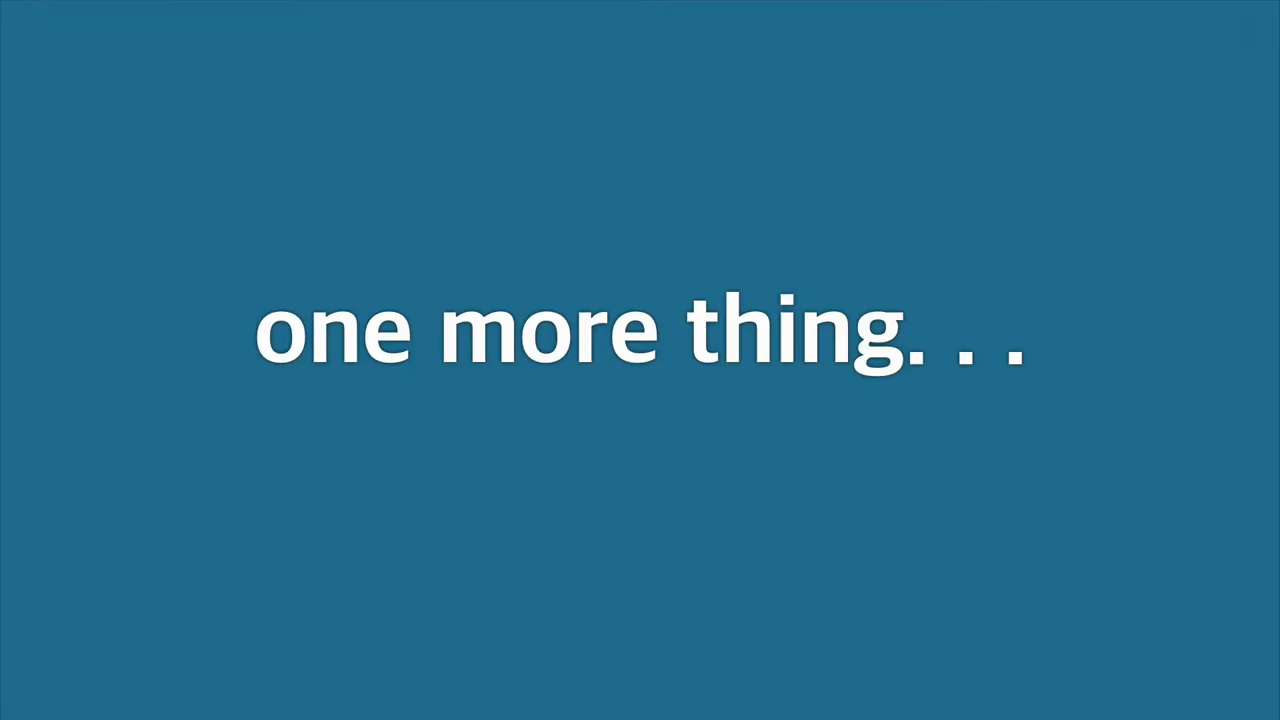 one more thing. . .